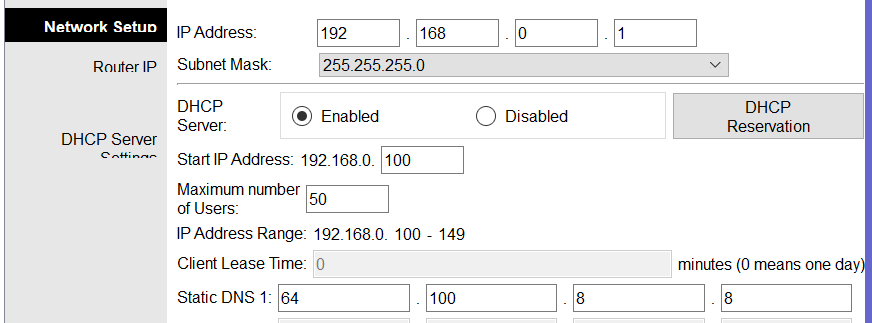 Network Setup
IP Address: 192 . 168 . 0 . 1
Router IP
Subnet Mask: 255.255.255.0
DHCP
Server:
Enabled
Disabled
DHCP
Reservation
DHCP Server
Settings
Start IP Address: 192.168.0. 100
Maximum number
of Users:
50
IP Address Range: 192.168.0. 100 - 149
Client Lease Time: 0 minutes (0 means one day)
Static DNS 1: 64 . 100 . 8 . 8